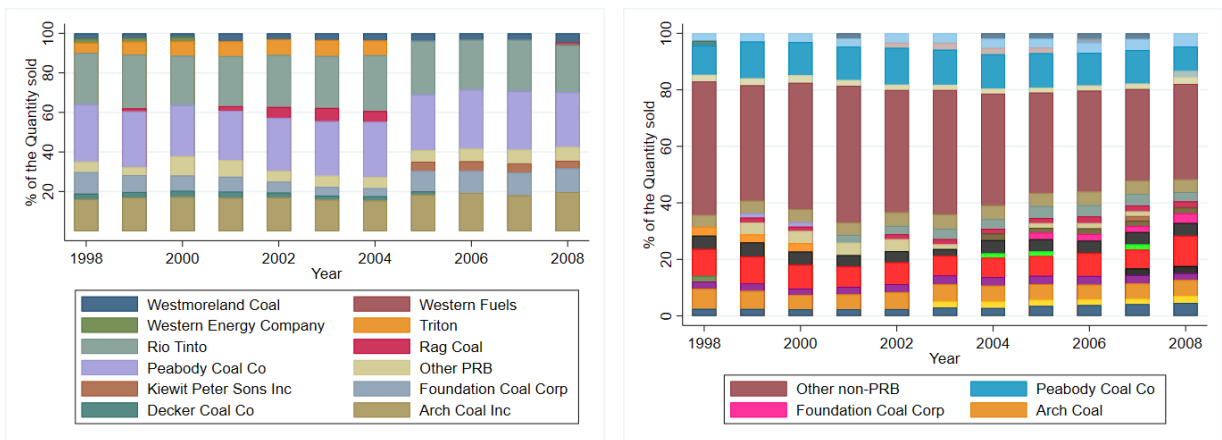 % of the Quantity sold
100
80
60
40
20
1998 2000 2002 2004 2006 2008
Year
Westmoreland Coal Western Fuels
Western Energy Company Triton
Rio Tinto Rag Coal
Peabody Coal Co Other PRB
Kiewit Peter Sons Inc Foundation Coal Corp
Decker Coal Co Arch Coal Inc
% of the Quantity sold
100
80
60
40
20
0
1998 2000 2002 2004 2006 2008
Year
Other non-PRB Peabody Coal Co
Foundation Coal Corp Arch Coal